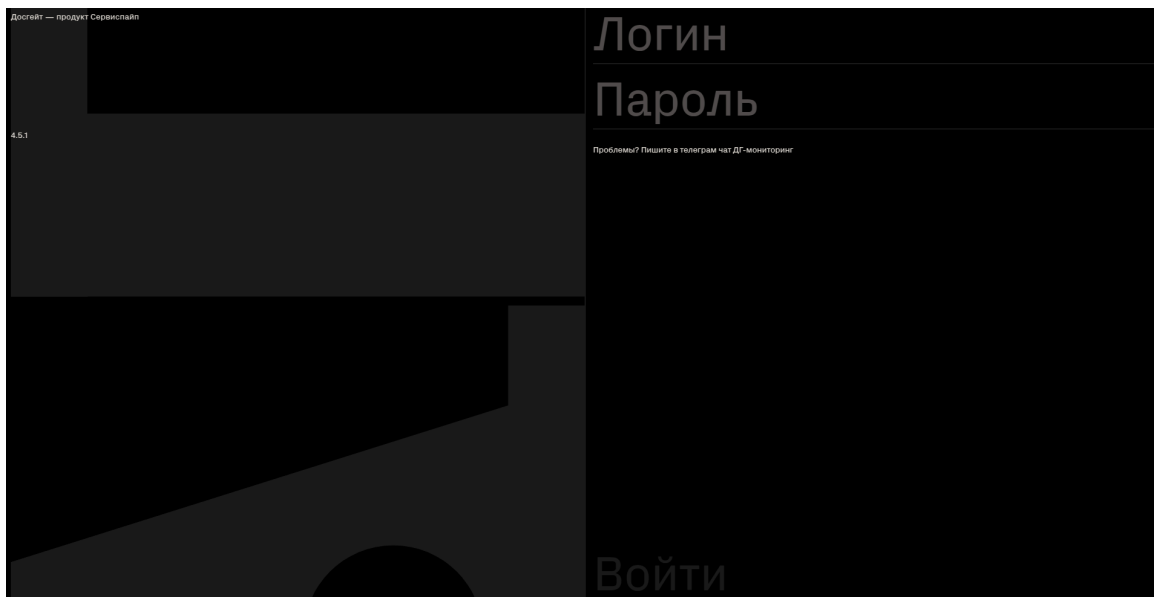 Досгейт — продукт Сервиспайп
4.5.1
Логин
Пароль
Проблемы? Пишите в телеграм чат ДГ-мониторинг
Войти